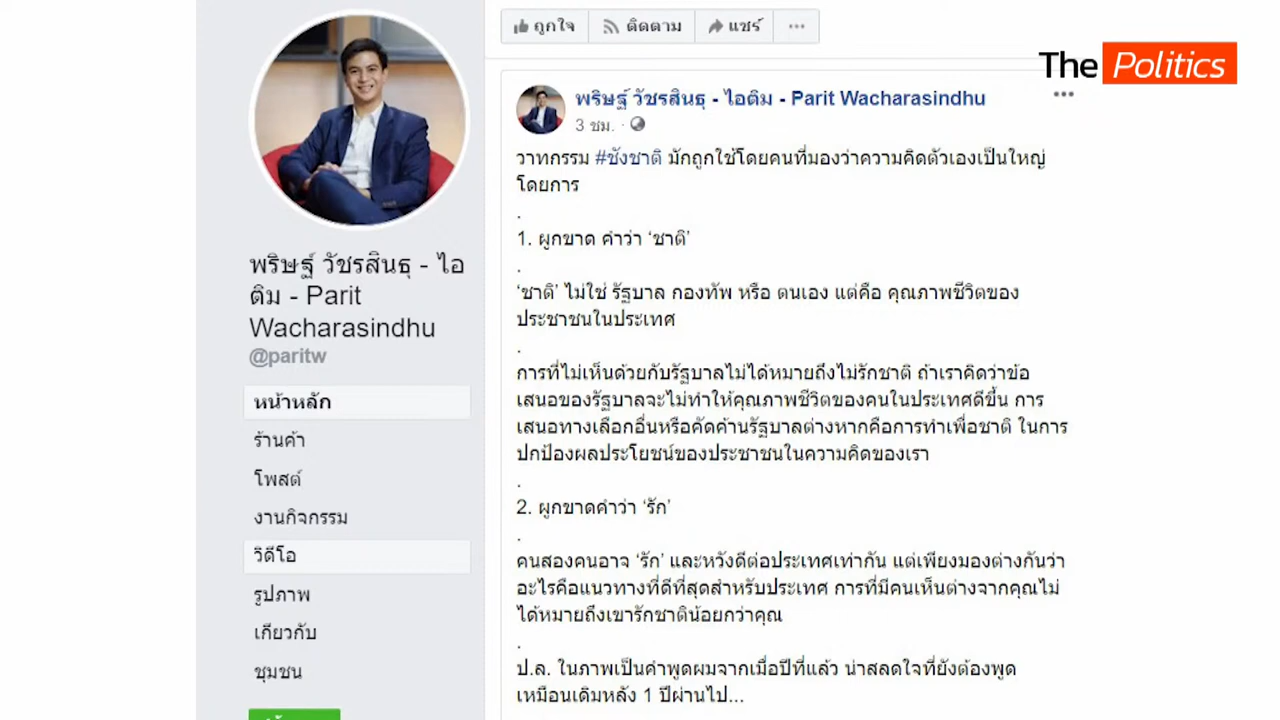 ถูกใจ ติดตาม แชร์
The Politics
พริษฐ์ วัชรสินธุ - ไอติม - Parit Wacharasindhu
3 ชม.
วาทกรรม #ชังชาติ มักถูกใช้โดยคนที่มองว่าความคิดตัวเองเป็นใหญ่
โดยการ
.
1. ผูกขาด คำว่า ‘ชาติ’
.
‘ชาติ’ ไม่ใช่ รัฐบาล กองทัพ หรือ ตนเอง แต่คือ คุณภาพชีวิตของ
ประชาชนในประเทศ
.
การที่ไม่เห็นด้วยกับรัฐบาลไม่ได้หมายถึงไม่รักชาติ ถ้าเราคิดว่าข้อ
เสนอของรัฐบาลจะไม่ทำให้คุณภาพชีวิตของคนในประเทศดีขึ้น การ
เสนอทางเลือกอื่นหรือคัดค้านรัฐบาลต่างหากคือการทำเพื่อชาติ ในการ
ปกป้องผลประโยชน์ของประชาชนในความคิดของเรา
.
2. ผูกขาดคำว่า ‘รัก’
.
คนสองคนอาจ ‘รัก’ และหวังดีต่อประเทศเท่ากัน แต่เพียงมองต่างกันว่า
อะไรคือแนวทางที่ดีที่สุดสำหรับประเทศ การที่มีคนเห็นต่างจากคุณไม่
ได้หมายถึงเขารักชาติน้อยกว่าคุณ
.
ป.ล. ในภาพเป็นคำพูดผมจากเมื่อปีที่แล้ว น่าสลดใจที่ยังต้องพูด
เหมือนเดิมหลัง 1 ปีผ่านไป...
พริษฐ์ วัชรสินธุ - ไอ
ติม - Parit
Wacharasindhu
@paritw
หน้าหลัก
ร้านค้า
โพสต์
งานกิจกรรม
วิดีโอ
รูปภาพ
เกี่ยวกับ
ชุมชน